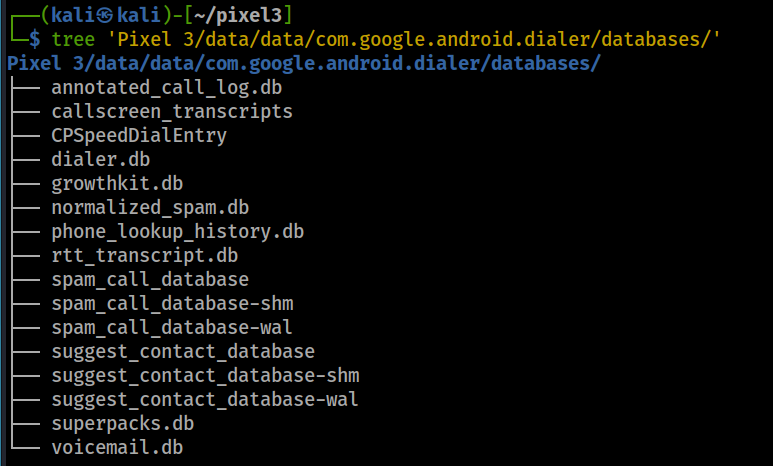 ┌──(kali㉿kali)-[~/pixel3]
└─$ tree 'Pixel 3/data/data/com.google.android.dialer/databases/'
Pixel 3/data/data/com.google.android.dialer/databases/
├── annotated_call_log.db
├── callscreen_transcripts
├── CPSpeedDialEntry
├── dialer.db
├── growthkit.db
├── normalized_spam.db
├── phone_lookup_history.db
├── rtt_transcript.db
├── spam_call_database
├── spam_call_database-shm
├── spam_call_database-wal
├── suggest_contact_database
├── suggest_contact_database-shm
├── suggest_contact_database-wal
├── superpacks.db
└── voicemail.db